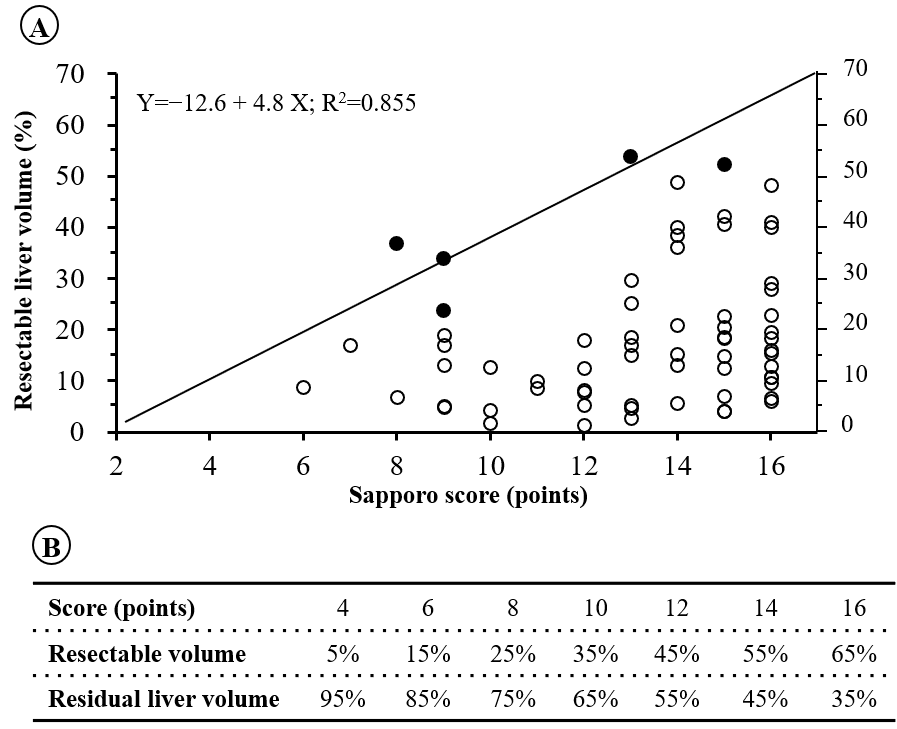 A
Resectable liver volume (%)
Y=−12.6 + 4.8 X; R²=0.855
70 70
60 60
50 50
40 40
30 30
20 20
10 10
0 0
2 4 6 8 10 12 14 16
Sapporo score (points)
B
Score (points) 4 6 8 10 12 14 16
Resectable volume 5% 15% 25% 35% 45% 55% 65%
Residual liver volume 95% 85% 75% 65% 55% 45% 35%